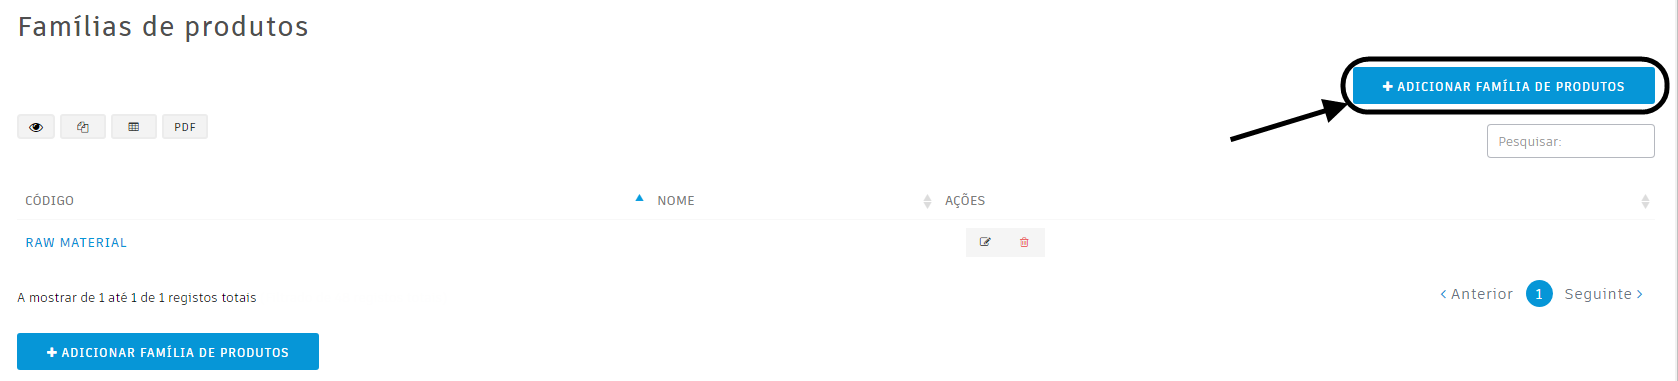 Famílias de produtos
ADICIONAR FAMÍLIA DE PRODUTOS
PDF
Pesquisar:
CÓDIGO NOME AÇÕES
RAW MATERIAL
A mostrar de 1 até 1 de 1 registos totais
Anterior 1 Seguinte
ADICIONAR FAMÍLIA DE PRODUTOS